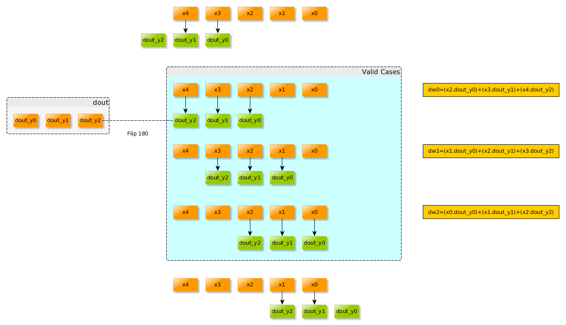 x4 x3 x2 x1 x0
dout_y2 dout_y1 dout_y0
Valid Cases
x4 x3 x2 x1 x0
dw0=(x2.dout_y0)+(x3.dout_y1)+(x4.dout_y2)
dout
dout_y0 dout_y1 dout_y2
dout_y2 dout_y1 dout_y0
Flip 180
x4 x3 x2 x1 x0
dw1=(x1.dout_y0)+(x2.dout_y1)+(x3.dout_y2)
dout_y2 dout_y1 dout_y0
x4 x3 x2 x1 x0
dw2=(x0.dout_y0)+(x1.dout_y1)+(x2.dout_y2)
dout_y2 dout_y1 dout_y0
x4 x3 x2 x1 x0
dout_y2 dout_y1 dout_y0